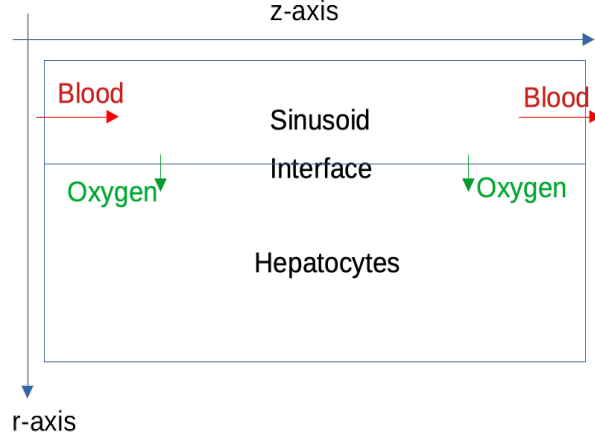 z-axis
Blood
Blood
Sinusoid
Interface
Oxygen
Oxygen
Hepatocytes
r-axis